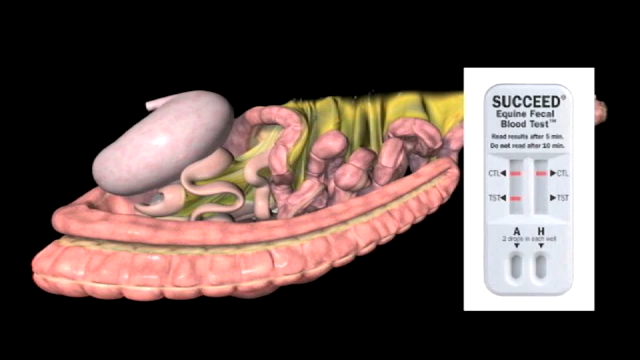 SUCCEED®
Equine Fecal
Blood Test™
Read results after 5 min.
Do not read after 10 min.
CTL◄ ►CTL
TST◄ ►TST
A H
2 drops in each well